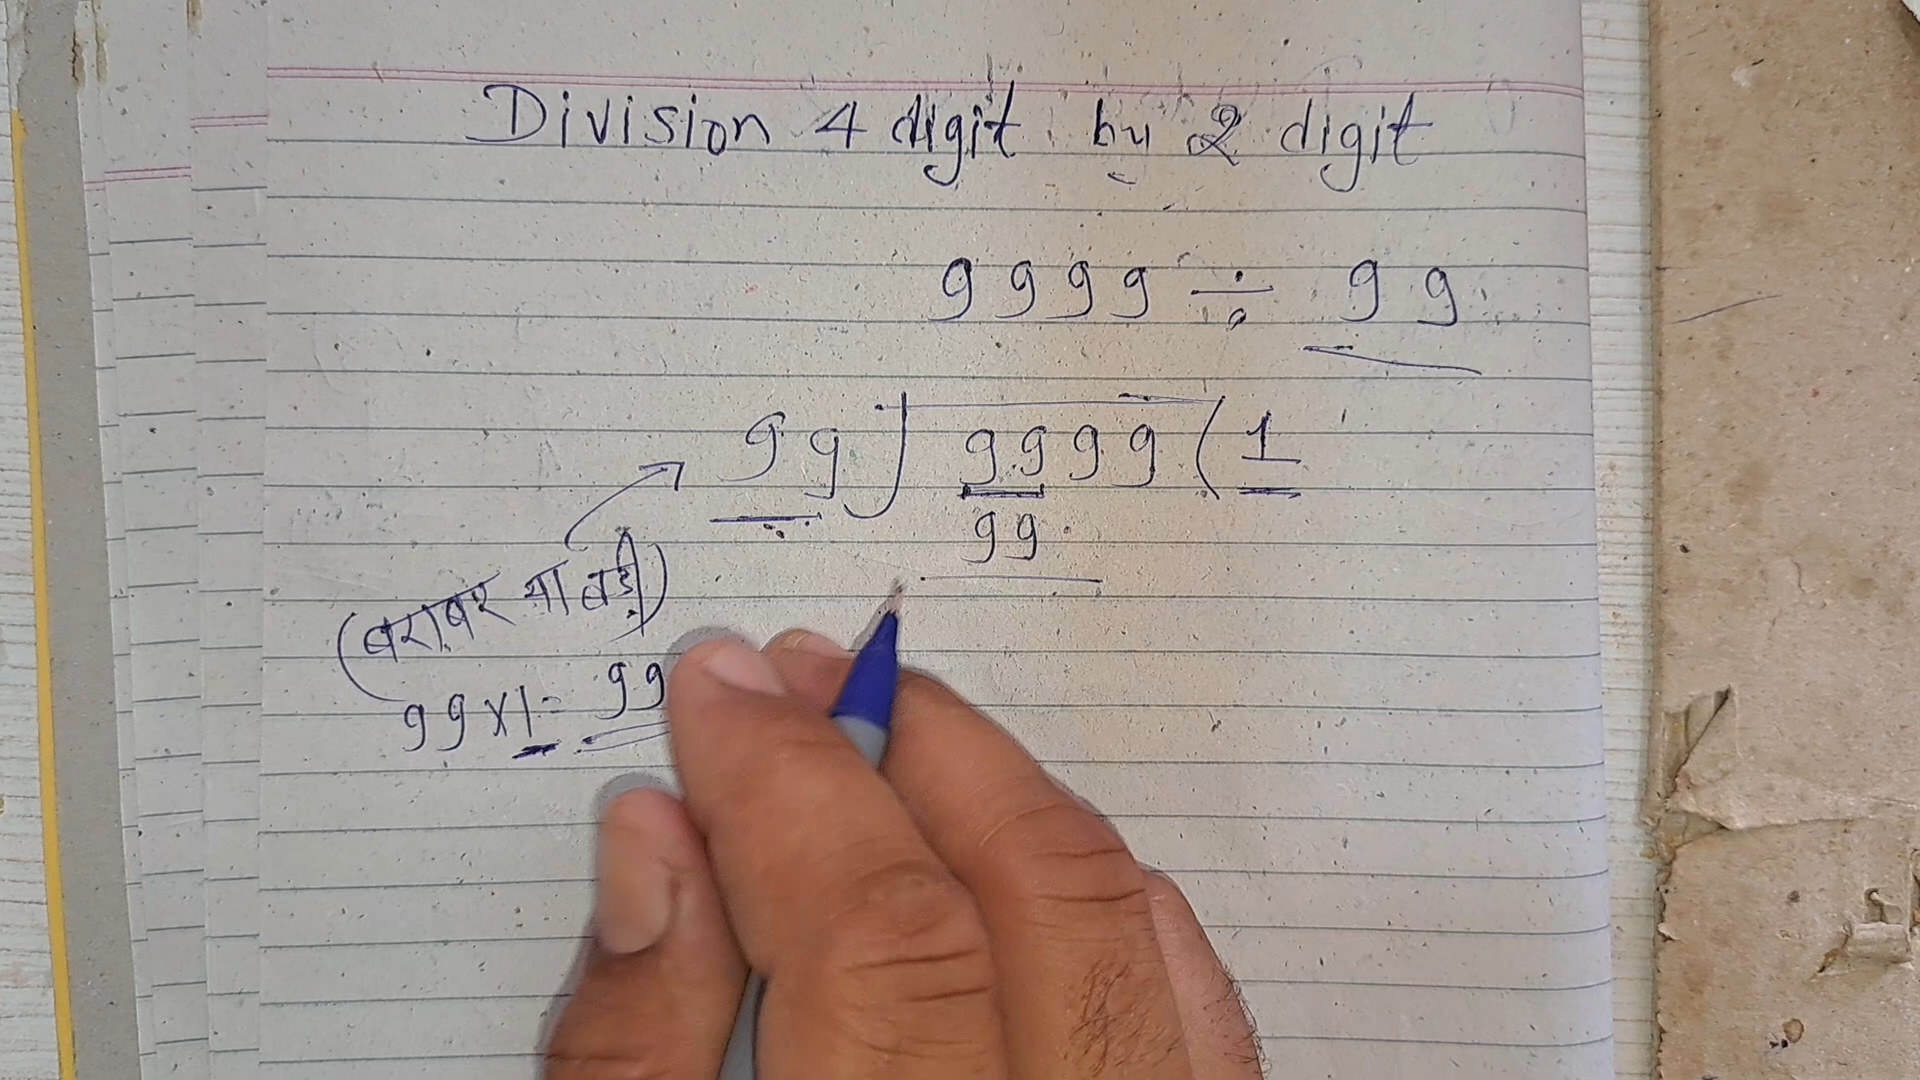 Division 4 digit by 2 digit
9999 ÷ 99
99 ) 9999 ( 1
99
(बराबर या बड़ी)
99 x 1 = 99